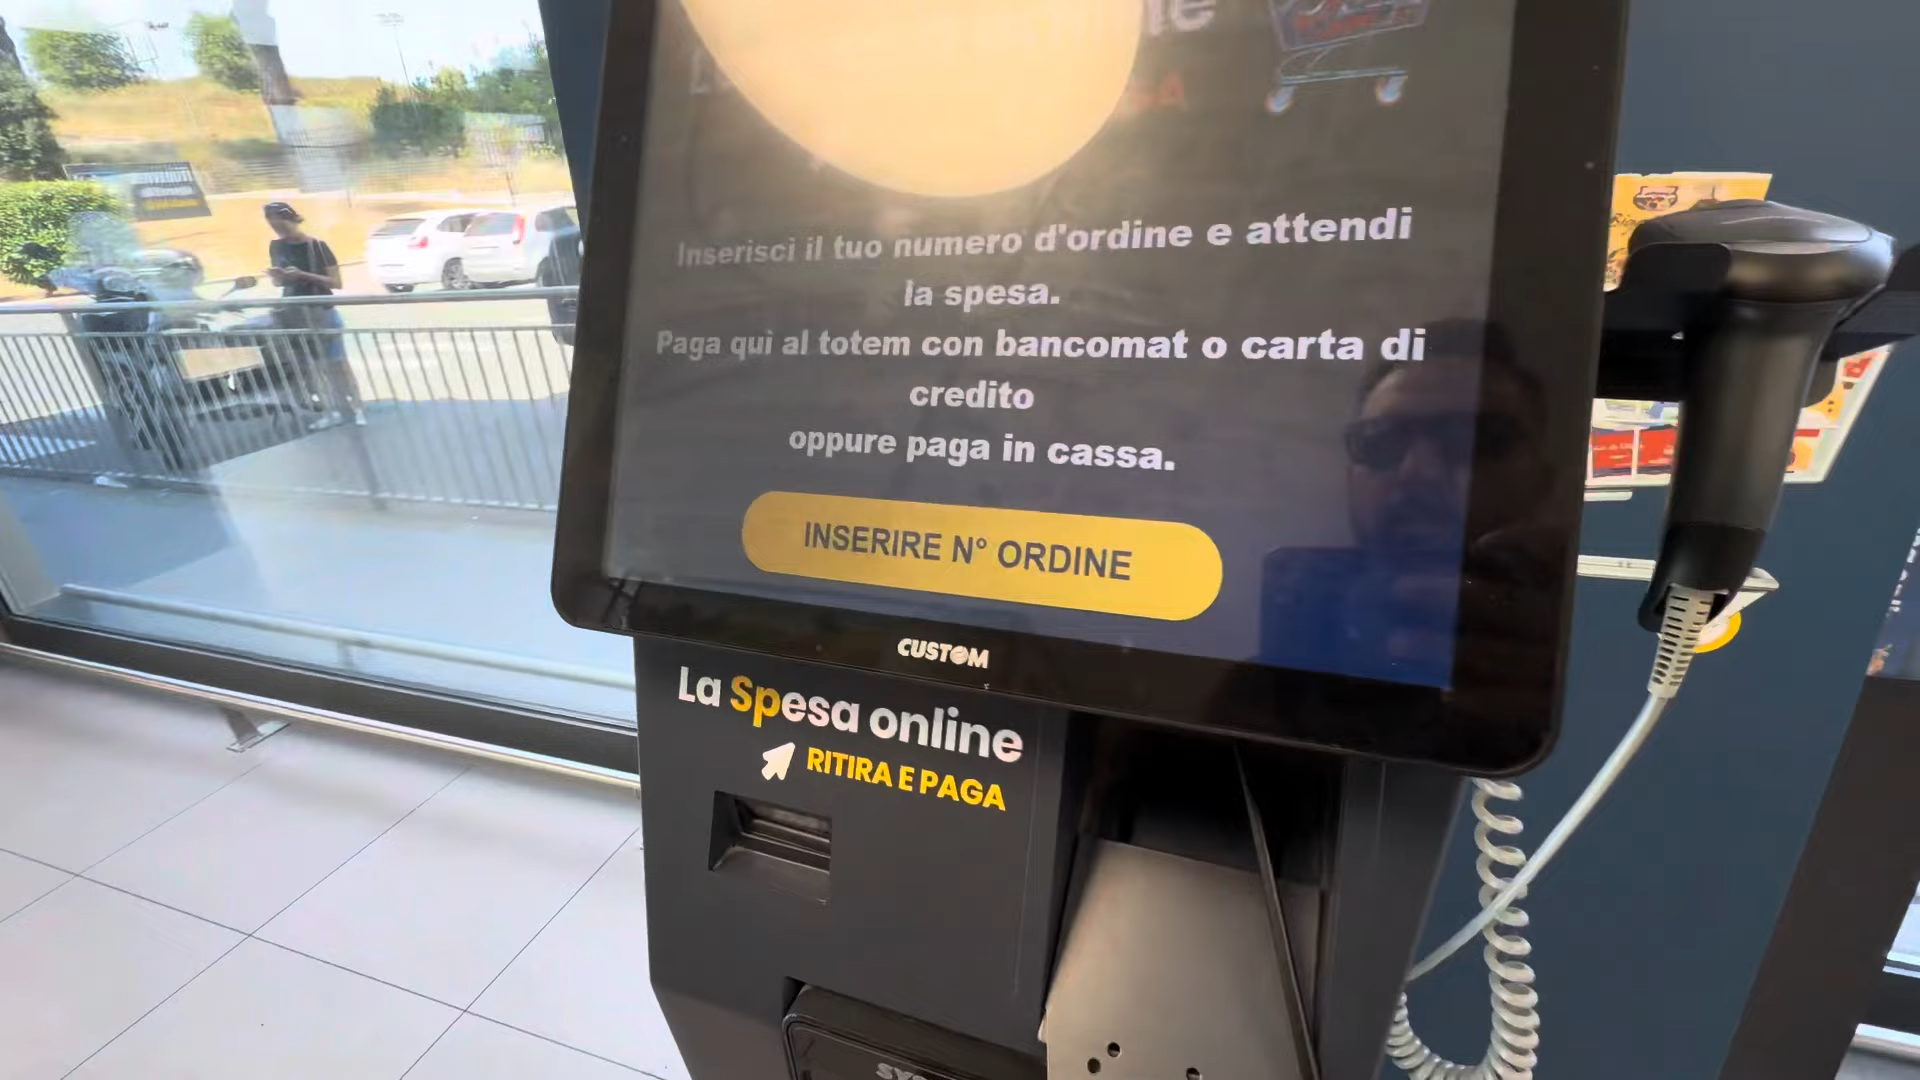 Inserisci il tuo numero d'ordine e attendi
la spesa.
Paga qui al totem con bancomat o carta di
credito
oppure paga in cassa.
INSERIRE N° ORDINE
CUSTOM
La Spesa online
RITIRA E PAGA